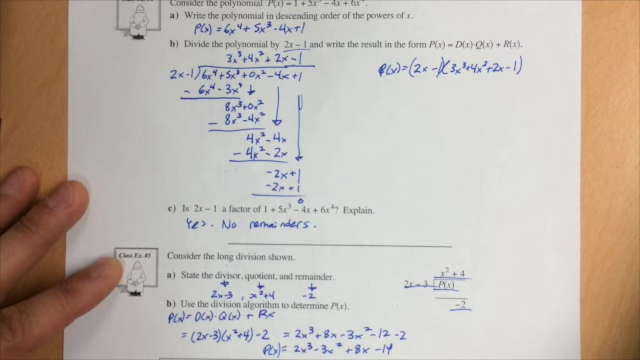 Consider the polynomial P(x) = 1 + 5x³ − 4x + 6x⁴.
a) Write the polynomial in descending order of the powers of x.
P(x) = 6x⁴ + 5x³ − 4x + 1
b) Divide the polynomial by 2x − 1 and write the result in the form P(x) = D(x)·Q(x) + R(x).
3x³ + 4x² + 2x − 1
2x−1 ) 6x⁴ + 5x³ + 0x² − 4x + 1
P(x) = (2x − 1)(3x³ + 4x² + 2x − 1)
− 6x⁴ − 3x³
8x³ + 0x²
− 8x³ − 4x²
4x² − 4x
− 4x² − 2x
−2x + 1
−2x + 1
0
c) Is 2x − 1 a factor of 1 + 5x³ − 4x + 6x⁴? Explain.
Yes. No remainders.
Class Ex. #5
Consider the long division shown.
a) State the divisor, quotient, and remainder.
2x−3 , x²+4 −2
x² + 4
2x − 3 ) P(x)
−2
b) Use the division algorithm to determine P(x).
P(x) = D(x)·Q(x) + Rx
= (2x−3)(x²+4) − 2 = 2x³ + 8x − 3x² − 12 − 2
P(x) = 2x³ − 3x² + 8x − 14